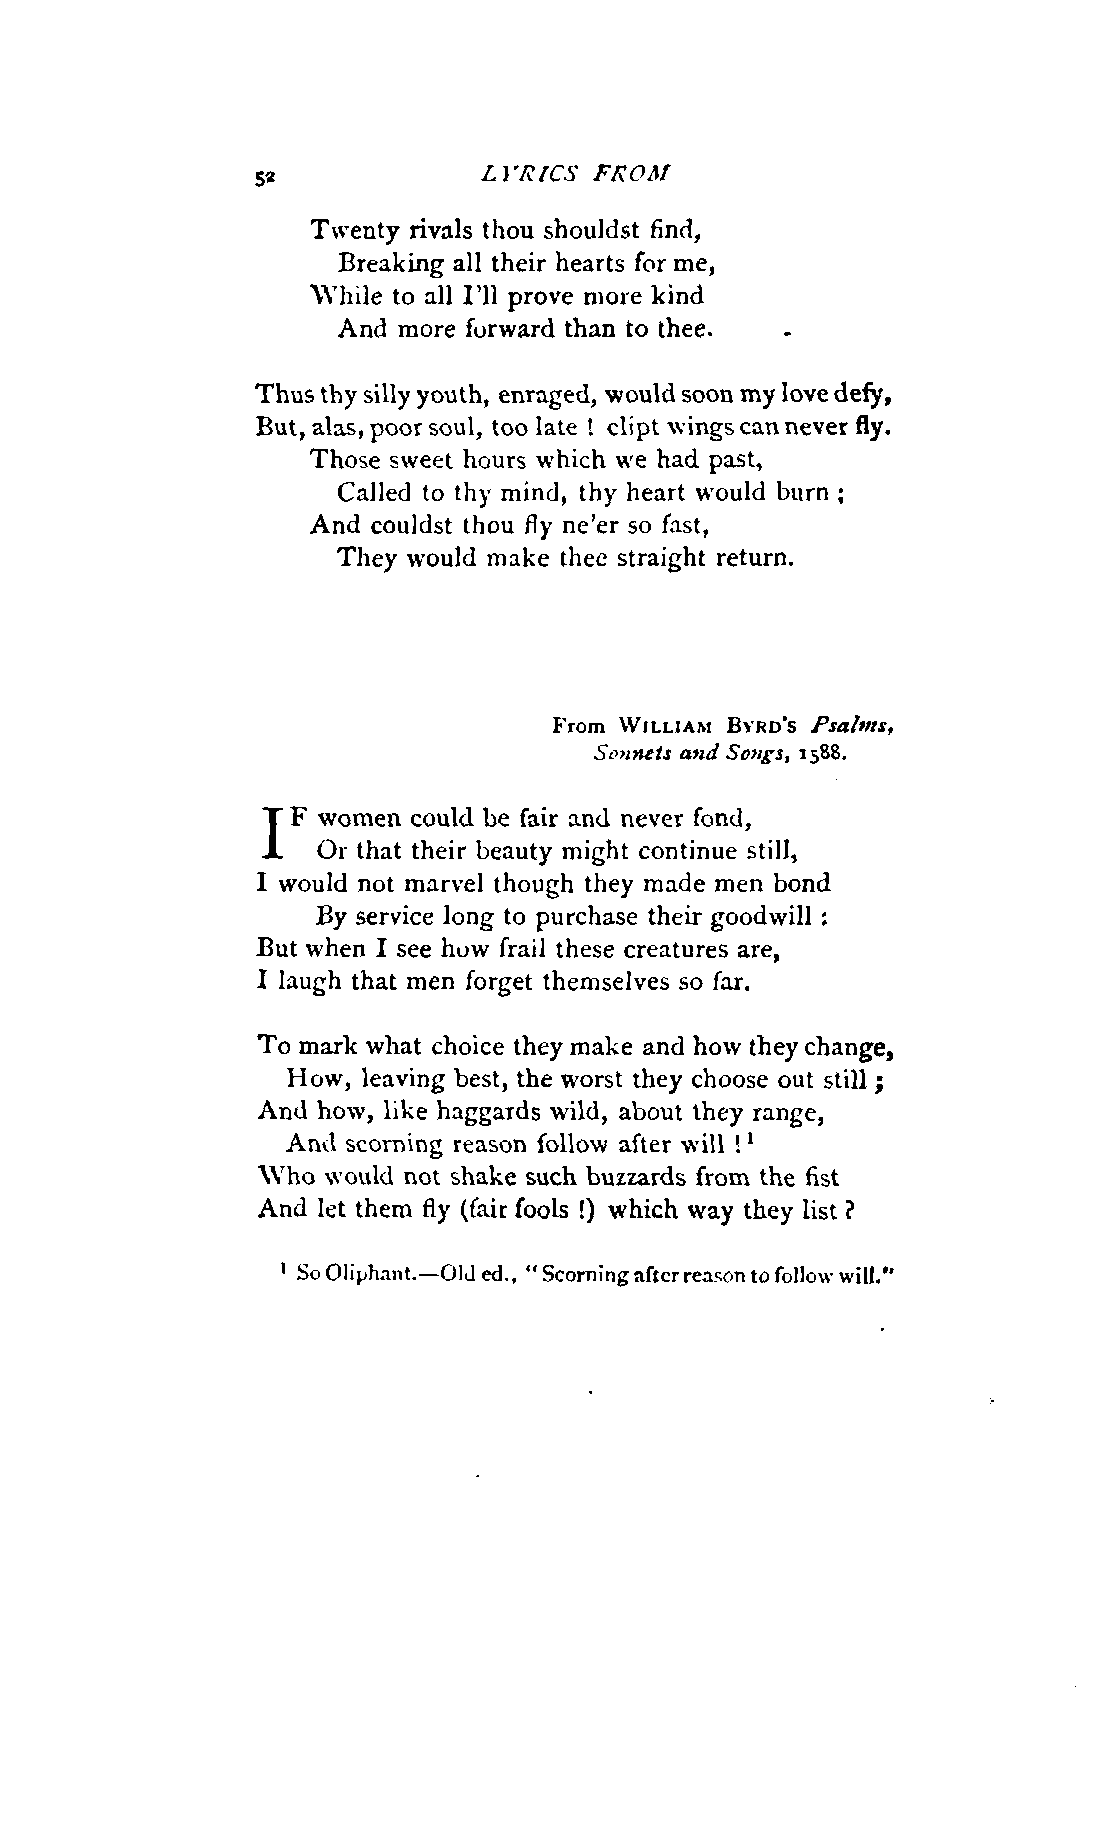 52 LYRICS FROM
Twenty rivals thou shouldst find,
Breaking all their hearts for me,
While to all I'll prove more kind
And more forward than to thee.
Thus thy silly youth, enraged, would soon my love defy,
But, alas, poor soul, too late ! clipt wings can never fly.
Those sweet hours which we had past,
Called to thy mind, thy heart would burn ;
And couldst thou fly ne'er so fast,
They would make thee straight return.
From WILLIAM BYRD'S Psalms,
Sonnets and Songs, 1588.
IF women could be fair and never fond,
Or that their beauty might continue still,
I would not marvel though they made men bond
By service long to purchase their goodwill :
But when I see how frail these creatures are,
I laugh that men forget themselves so far.
To mark what choice they make and how they change,
How, leaving best, the worst they choose out still ;
And how, like haggards wild, about they range,
And scorning reason follow after will ! ¹
Who would not shake such buzzards from the fist
And let them fly (fair fools !) which way they list ?
¹ So Oliphant.—Old ed., "Scorning after reason to follow will."